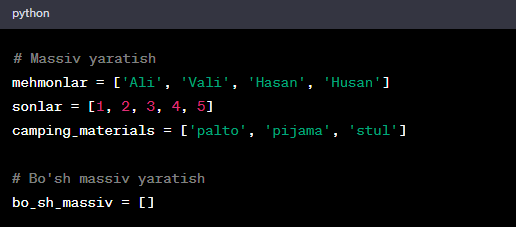 python
# Massiv yaratish
mehmonlar = ['Ali', 'Vali', 'Hasan', 'Husan']
sonlar = [1, 2, 3, 4, 5]
camping_materials = ['palto', 'pijama', 'stul']
# Bo'sh massiv yaratish
bo_sh_massiv = []